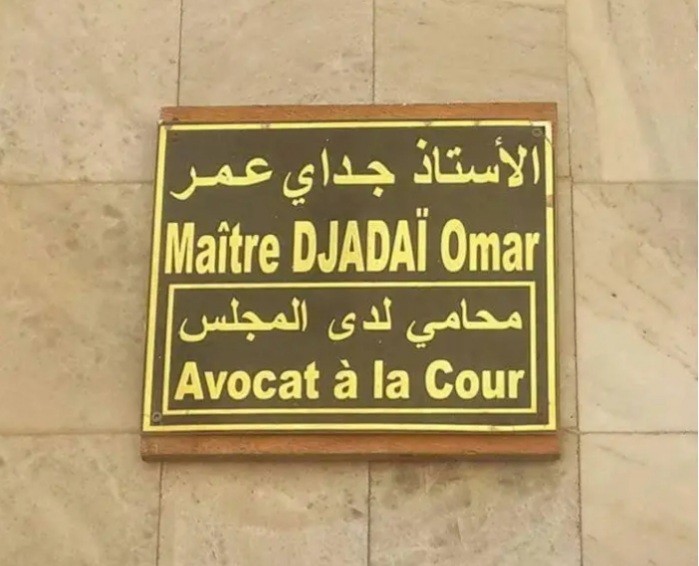 الأستاذ جداي عمر
Maître DJADAÏ Omar
محامي لدى المجلس
Avocat à la Cour